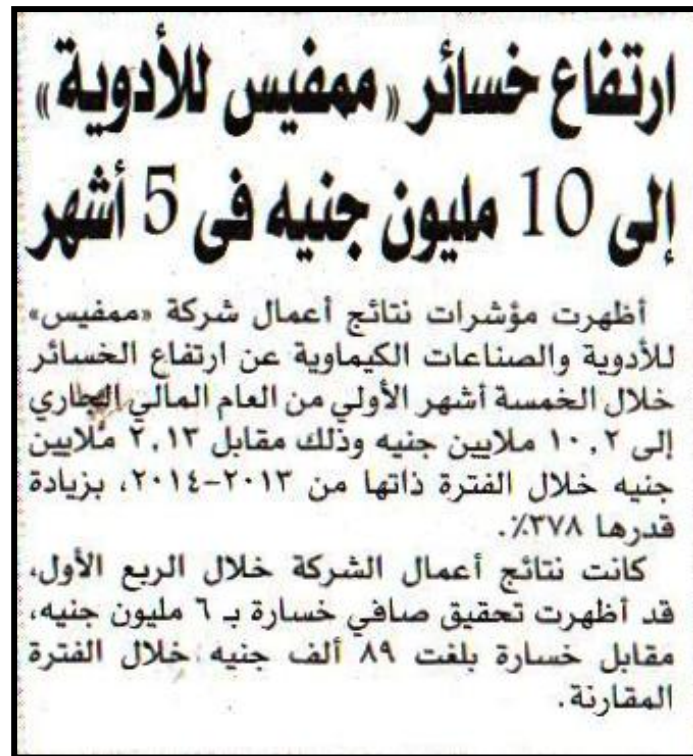 ارتفاع خسائر «ممفيس للأدوية»
إلى 10 مليون جنيه فى 5 أشهر
أظهرت مؤشرات نتائج أعمال شركة «ممفيس»
للأدوية والصناعات الكيماوية عن ارتفاع الخسائر
خلال الخمسة أشهر الأولي من العام المالي الجاري
إلى ١٠,٢ ملايين جنيه وذلك مقابل ٢,١٣ ملايين
جنيه خلال الفترة ذاتها من ٢٠١٣-٢٠١٤، بزيادة
قدرها ٣٧٨٪.
كانت نتائج أعمال الشركة خلال الربع الأول،
قد أظهرت تحقيق صافي خسارة بـ ٦ مليون جنيه،
مقابل خسارة بلغت ٨٩ ألف جنيه خلال الفترة
المقارنة.